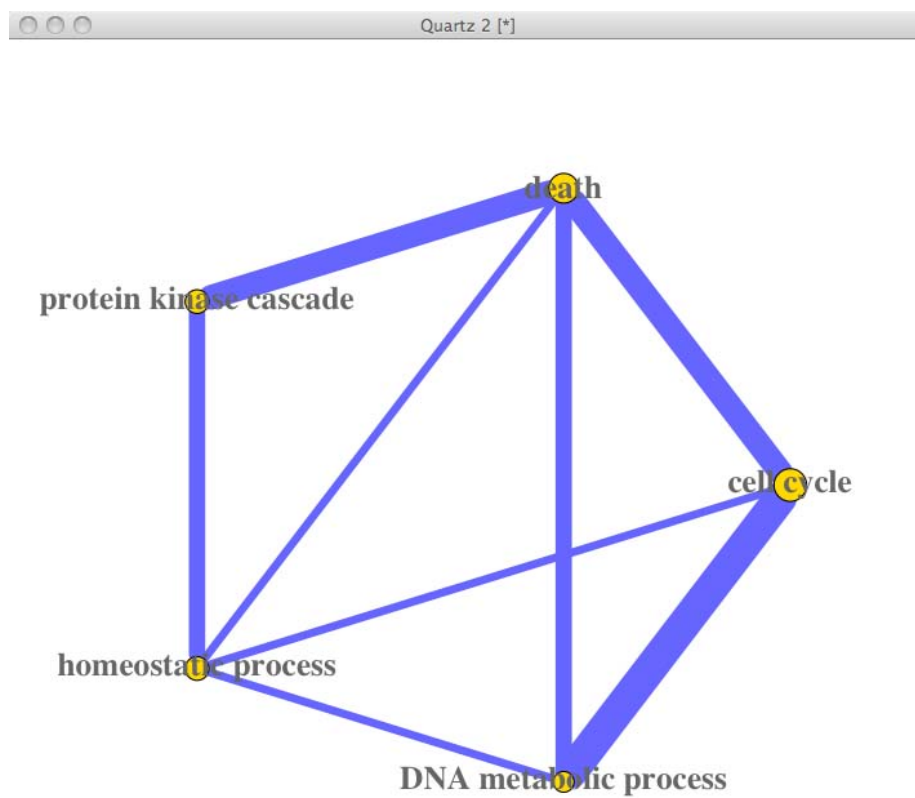 Quartz 2 [*]
death
protein kinase cascade
cell cycle
homeostatic process
DNA metabolic process